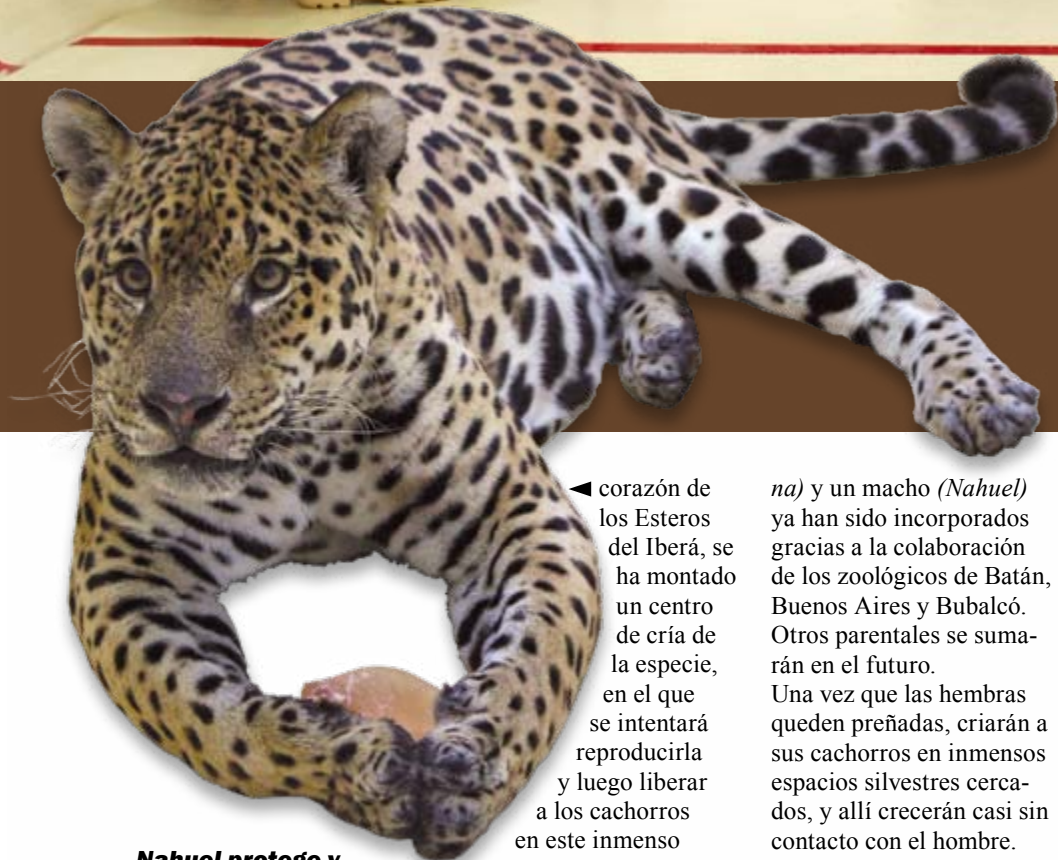 ◄ corazón de
los Esteros
del Iberá, se
ha montado
un centro
de cría de
la especie,
en el que
se intentará
reproducirla
y luego liberar
a los cachorros
en este inmenso
na) y un macho (Nahuel)
ya han sido incorporados
gracias a la colaboración
de los zoológicos de Batán,
Buenos Aires y Bubalcó.
Otros parentales se suma-
rán en el futuro.
Una vez que las hembras
queden preñadas, criarán a
sus cachorros en inmensos
espacios silvestres cerca-
dos, y allí crecerán casi sin
contacto con el hombre.
Nahuel protege y